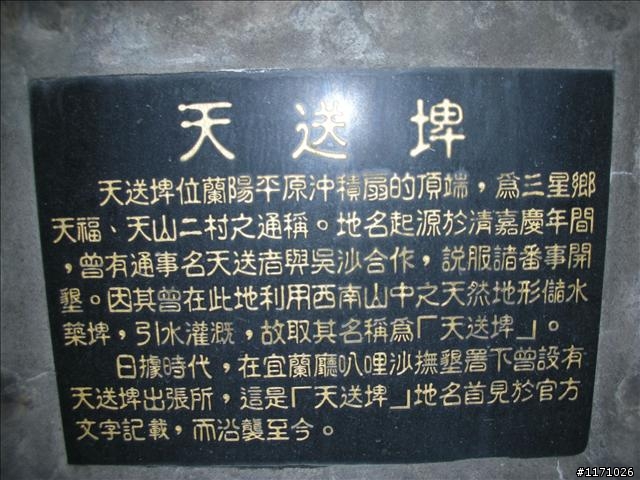 天送埤
天送埤位蘭陽平原沖積扇的頂端，為三星鄉
天福、天山二村之通稱。地名起源於清嘉慶年間
，曾有通事名天送者與吳沙合作，説服諸番事開
墾。因其曾在此地利用西南山中之天然地形儲水
築埤，引水灌溉，故取其名稱為「天送埤」。
日據時代，在宜蘭廳叭哩沙撫墾署下曾設有
天送埤出張所，這是「天送埤」地名首見於官方
文字記載，而沿襲至今。
#1171026